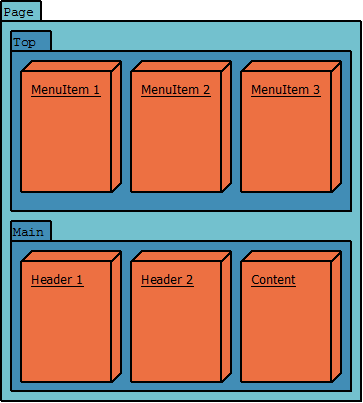 Page
Top
MenuItem 1
MenuItem 2
MenuItem 3
Main
Header 1
Header 2
Content